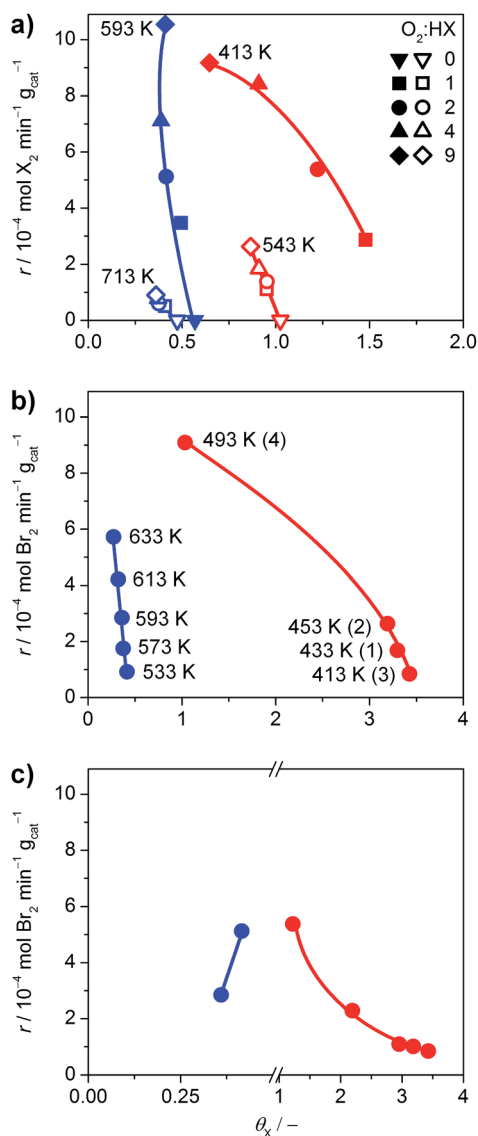 a)
r / 10⁻⁴ mol X₂ min⁻¹ g_cat⁻¹
10
8
6
4
2
0
593 K
413 K
O₂:HX
0
1
2
4
9
543 K
713 K
0.0 0.5 1.0 1.5 2.0
b)
r / 10⁻⁴ mol Br₂ min⁻¹ g_cat⁻¹
10
8
6
4
2
0
493 K (4)
633 K
613 K
593 K
573 K
533 K
453 K (2)
433 K (1)
413 K (3)
0 1 2 3 4
c)
r / 10⁻⁴ mol Br₂ min⁻¹ g_cat⁻¹
10
8
6
4
2
0
0.00 0.25 1 2 3 4
θ_X / −